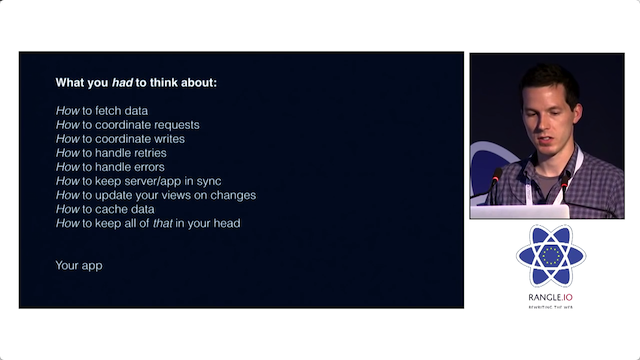 What you had to think about:
How to fetch data
How to coordinate requests
How to coordinate writes
How to handle retries
How to handle errors
How to keep server/app in sync
How to update your views on changes
How to cache data
How to keep all of that in your head
Your app
RANGLE.IO
REWRITING THE WEB